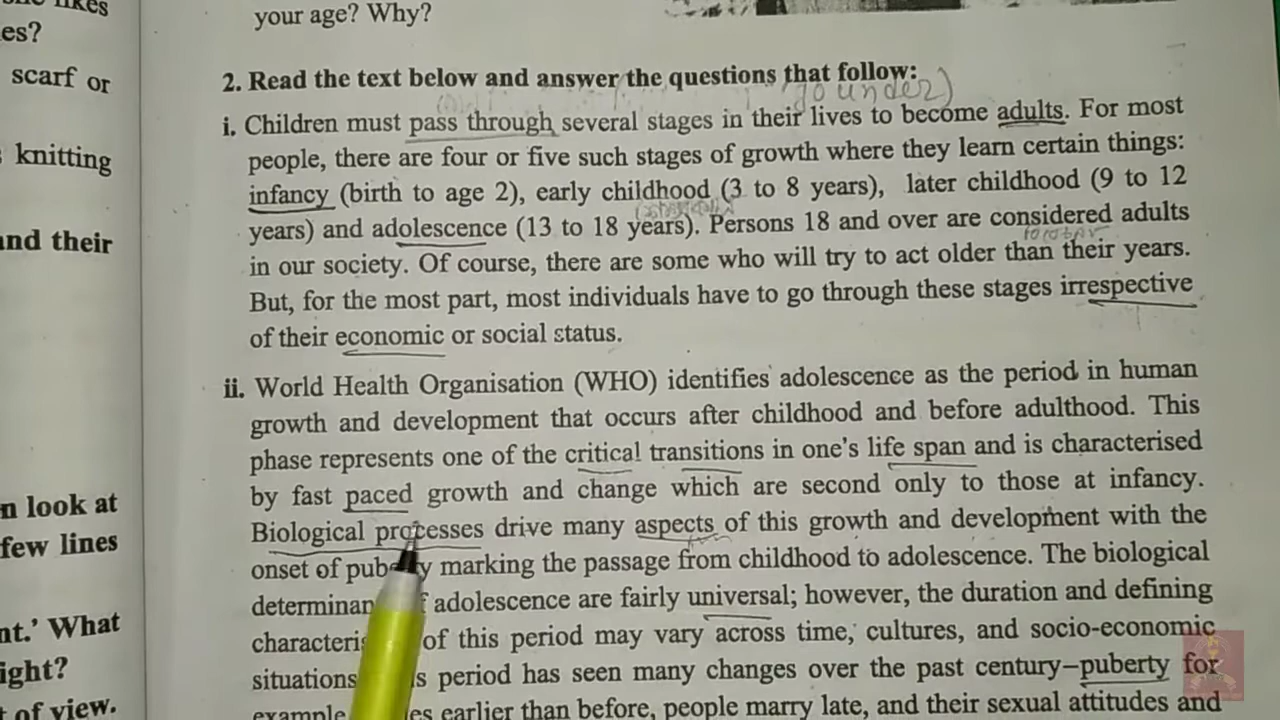 likes
es?
scarf or
knitting
and their
n look at
few lines
nt.' What
ight?
t of view.
your age? Why?
2. Read the text below and answer the questions that follow:
go under)
i. Children must pass through several stages in their lives to become adults. For most
people, there are four or five such stages of growth where they learn certain things:
infancy (birth to age 2), early childhood (3 to 8 years), later childhood (9 to 12
years) and adolescence (13 to 18 years). Persons 18 and over are considered adults
in our society. Of course, there are some who will try to act older than their years.
But, for the most part, most individuals have to go through these stages irrespective
of their economic or social status.
ii. World Health Organisation (WHO) identifies adolescence as the period in human
growth and development that occurs after childhood and before adulthood. This
phase represents one of the critical transitions in one's life span and is characterised
by fast paced growth and change which are second only to those at infancy.
Biological processes drive many aspects of this growth and development with the
onset of pub y marking the passage from childhood to adolescence. The biological
determinan f adolescence are fairly universal; however, the duration and defining
characteris of this period may vary across time, cultures, and socio-economic
situations s period has seen many changes over the past century–puberty for
example es earlier than before, people marry late, and their sexual attitudes and